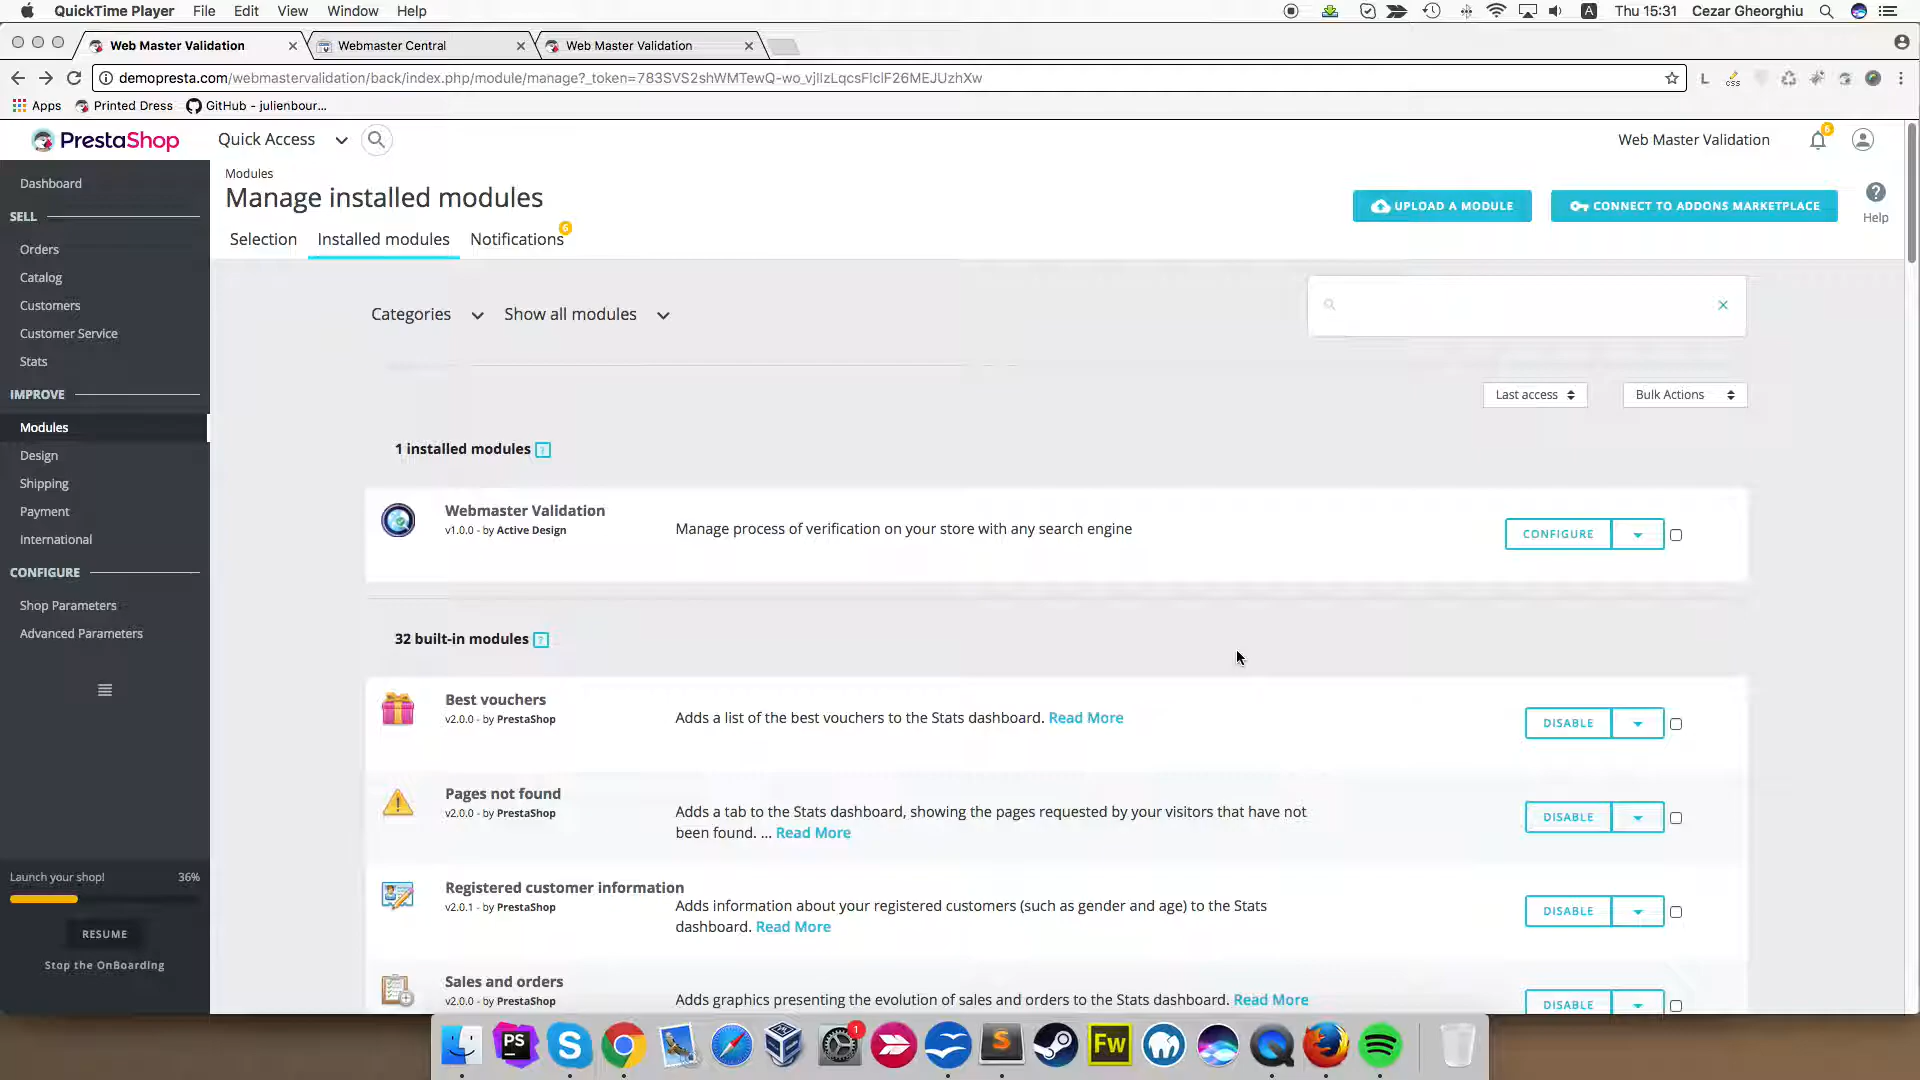 QuickTime Player File Edit View Window Help
A Thu 15:31 Cezar Gheorghiu
Web Master Validation
Webmaster Central
Web Master Validation
demopresta.com/webmastervalidation/back/index.php/module/manage?_token=783SVS2shWMTewQ-wo_vjIlzLqcsFlclF26MEJUzhXw
L
css
Apps Printed Dress GitHub - julienbour...
PrestaShop Quick Access
Web Master Validation
6
Modules
Manage installed modules
UPLOAD A MODULE
CONNECT TO ADDONS MARKETPLACE
Help
Selection
Installed modules
Notifications
6
Dashboard
SELL
Orders
Catalog
Customers
Customer Service
Stats
IMPROVE
Modules
Design
Shipping
Payment
International
CONFIGURE
Shop Parameters
Advanced Parameters
Launch your shop! 36%
RESUME
Stop the OnBoarding
Categories
Show all modules
Last access
Bulk Actions
1 installed modules ?
Webmaster Validation
v1.0.0 - by Active Design
Manage process of verification on your store with any search engine
CONFIGURE
32 built-in modules ?
Best vouchers
v2.0.0 - by PrestaShop
Adds a list of the best vouchers to the Stats dashboard. Read More
DISABLE
Pages not found
v2.0.0 - by PrestaShop
Adds a tab to the Stats dashboard, showing the pages requested by your visitors that have not
been found. ... Read More
DISABLE
Registered customer information
v2.0.1 - by PrestaShop
Adds information about your registered customers (such as gender and age) to the Stats
dashboard. Read More
DISABLE
Sales and orders
v2.0.0 - by PrestaShop
Adds graphics presenting the evolution of sales and orders to the Stats dashboard. Read More
DISABLE
PS
1
S
Fw